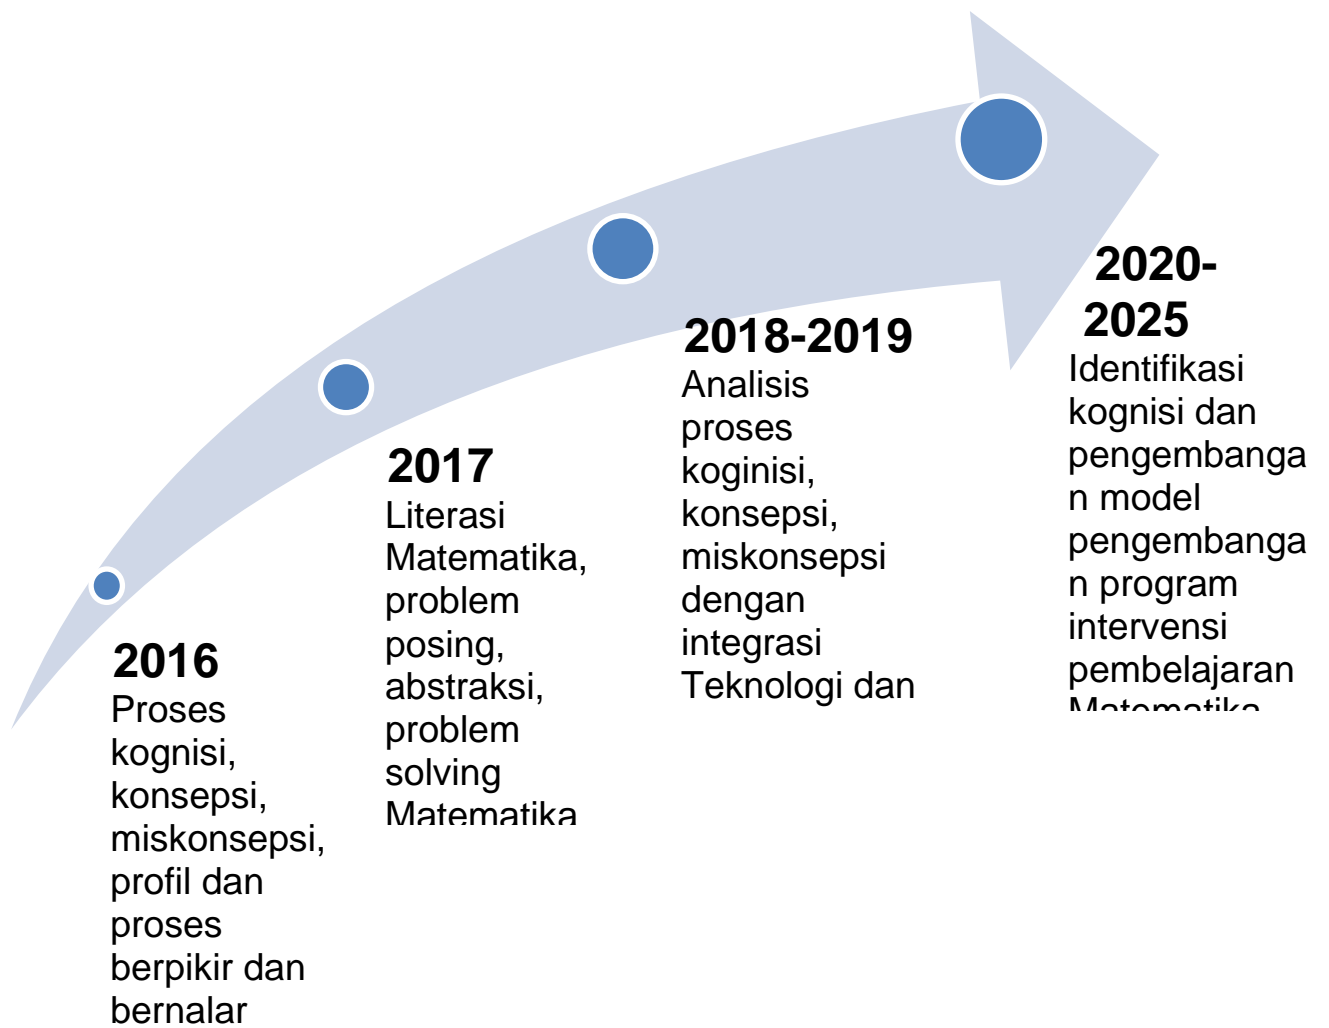 2016
Proses
kognisi,
konsepsi,
miskonsepsi,
profil dan
proses
berpikir dan
bernalar
2017
Literasi
Matematika,
problem
posing,
abstraksi,
problem
solving
Matematika
2018-2019
Analisis
proses
koginisi,
konsepsi,
miskonsepsi
dengan
integrasi
Teknologi dan
2020-
2025
Identifikasi
kognisi dan
pengembanga
n model
pengembanga
n program
intervensi
pembelajaran
Matematika